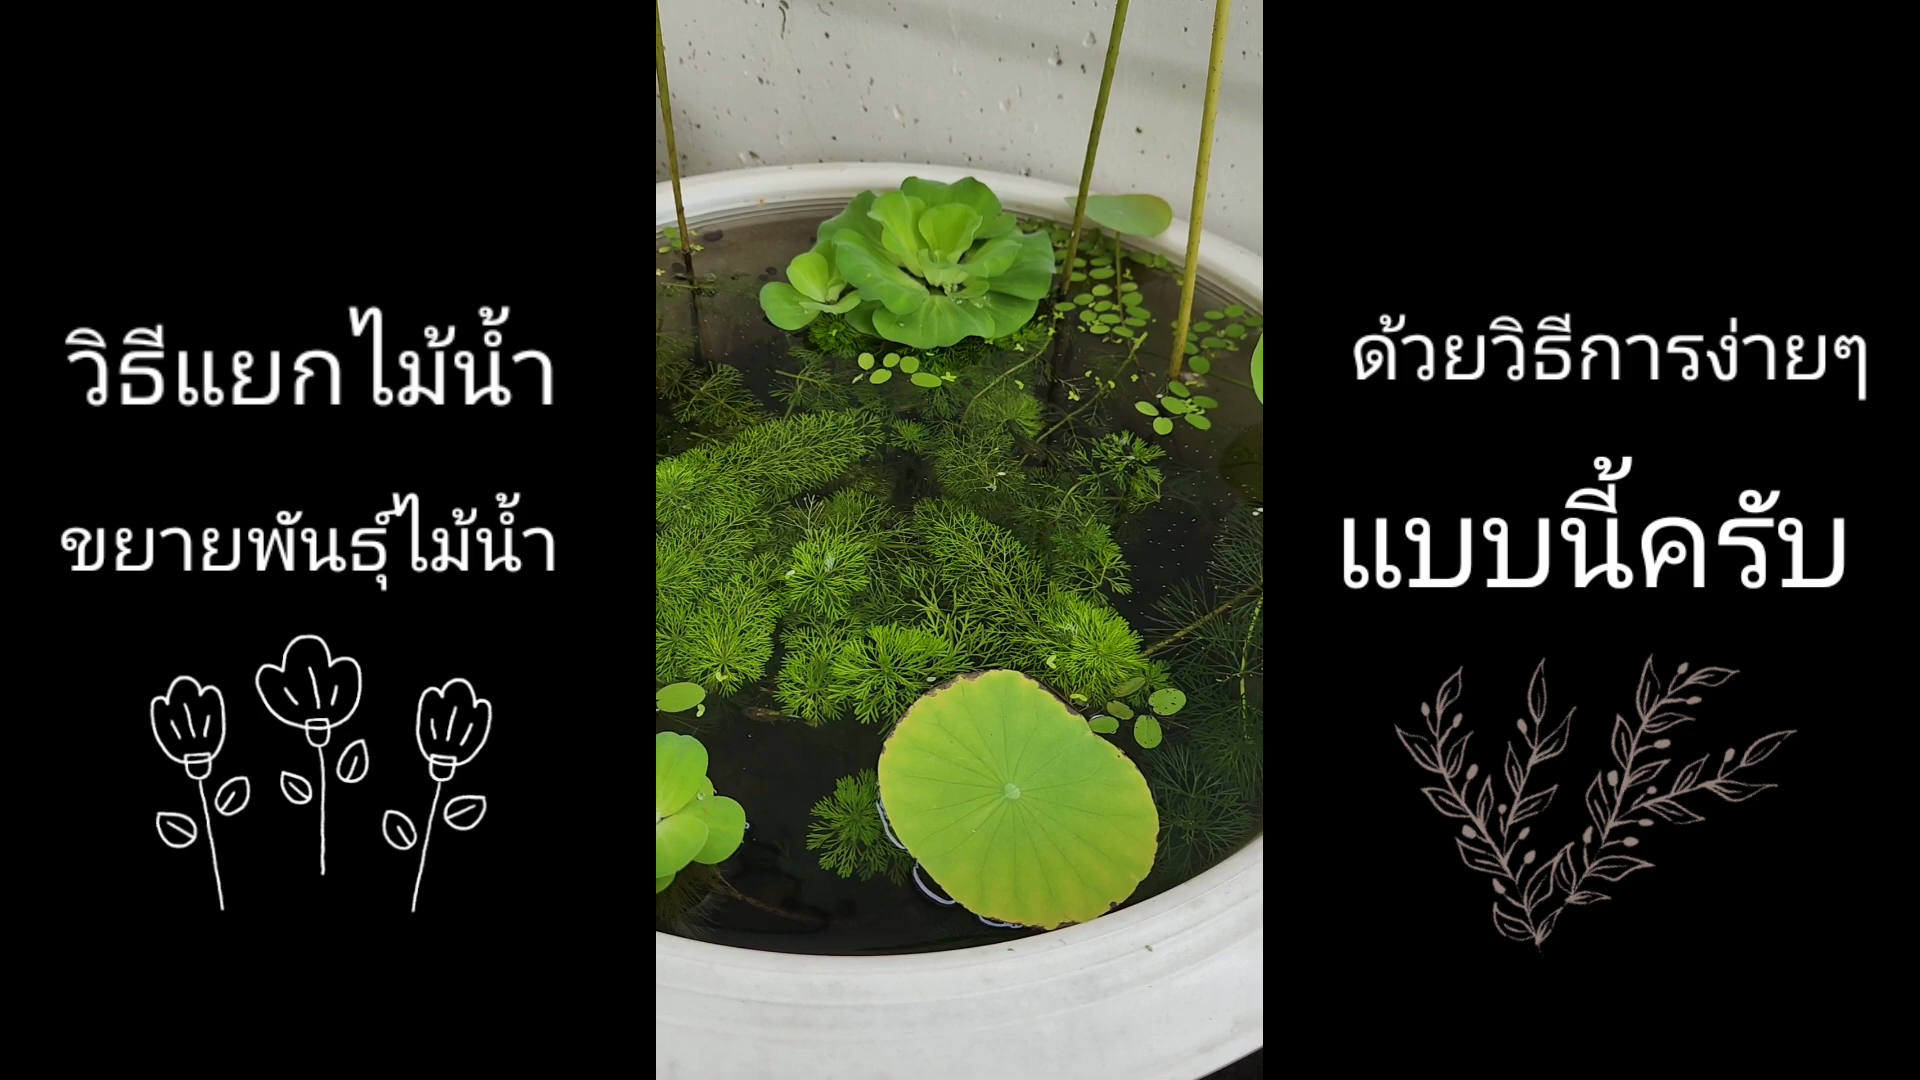 วิธีแยกไม้น้ำ
ขยายพันธุ์ไม้น้ำ
ด้วยวิธีการง่ายๆ
แบบนี้ครับ